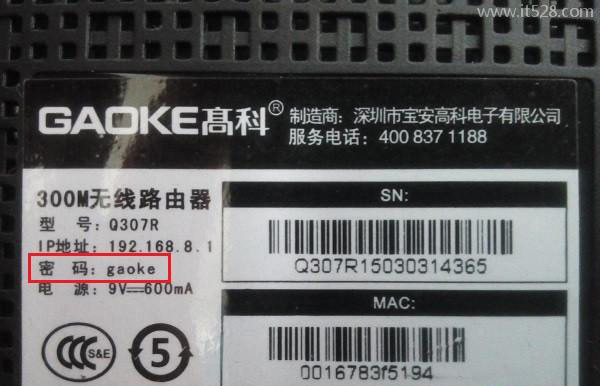 www.it528.com
GAOKE高科® 制造商：深圳市宝安高科电子有限公司
服务电话：400 837 1188
300M无线路由器
型 号：Q307R
IP地址：192.168.8.1
密 码：gaoke
电 源：9V⎓600mA
CCC S&E
5
SN:
Q307R15030314365
MAC:
0016783f5194